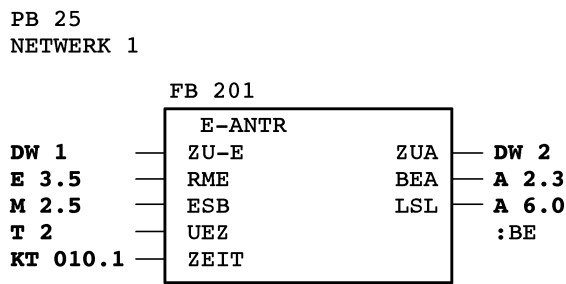 PB 25
NETWERK 1
FB 201
E-ANTR
DW 1 ZU-E ZUA DW 2
E 3.5 RME BEA A 2.3
M 2.5 ESB LSL A 6.0
T 2 UEZ :BE
KT 010.1 ZEIT